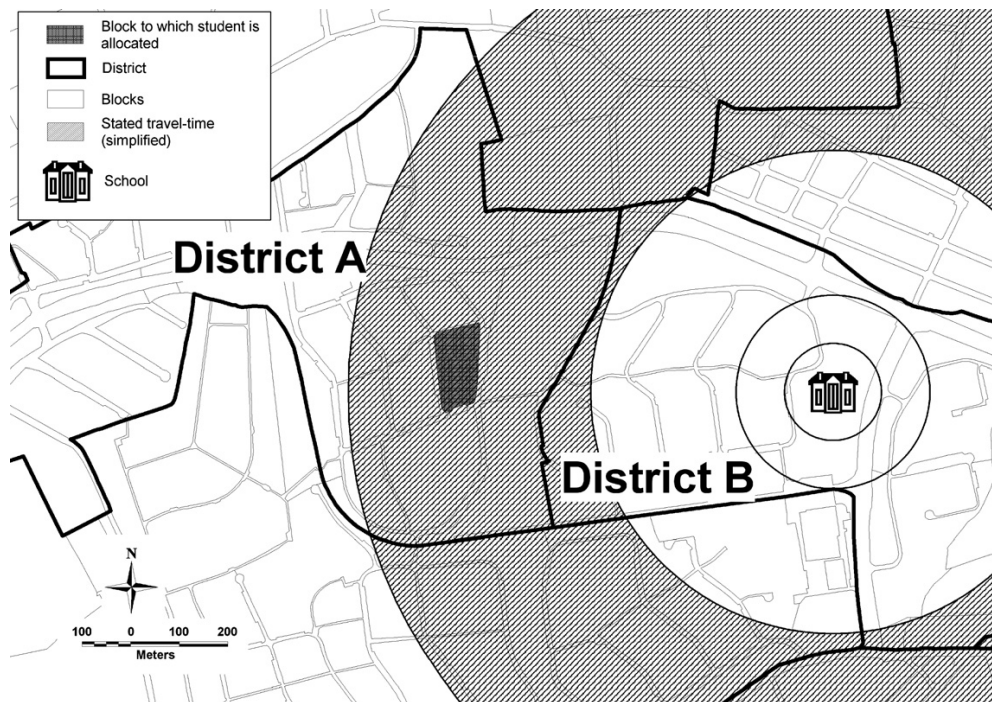 Block to which student is
allocated
District
Blocks
Stated travel-time
(simplified)
School
District A
District B
N
100 0 100 200
Meters